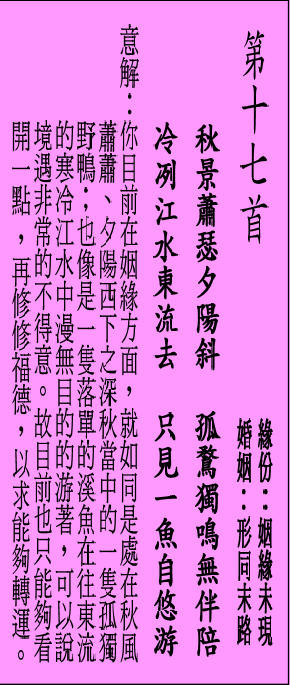 第十七首
緣份：：姻緣未現
婚姻：：形同末路
秋景蕭瑟夕陽斜　孤鶩獨鳴無伴陪
冷冽江水東流去　只見一魚自悠游
意解：你目前在姻緣方面，就如同是處在秋風
蕭蕭、夕陽西下之深秋當中的一隻孤獨
野鴨；也像是一隻落單的溪魚在往東流
的寒冷江水中漫無目的的游著，可以說
境遇非常的不得意。故目前也只能夠看
開一點，再修修福德，以求能夠轉運。